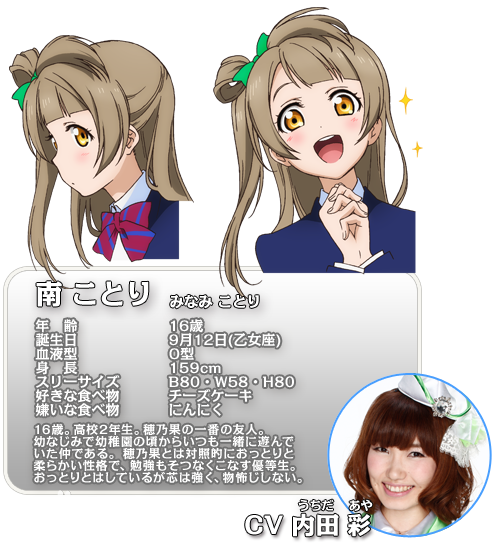 南 ことり みなみ ことり
年 齢 16歳
誕生日 9月12日(乙女座)
血液型 O型
身 長 159cm
スリーサイズ B80・W58・H80
好きな食べ物 チーズケーキ
嫌いな食べ物 にんにく
16歳。高校2年生。穂乃果の一番の友人。
幼なじみで幼稚園の頃からいつも一緒に遊んで
いた仲である。穂乃果とは対照的におっとりと
柔らかい性格で、勉強もそつなくこなす優等生。
おっとりとはしているが芯は強く、物怖じしない。
うちだ あや
CV 内田 彩